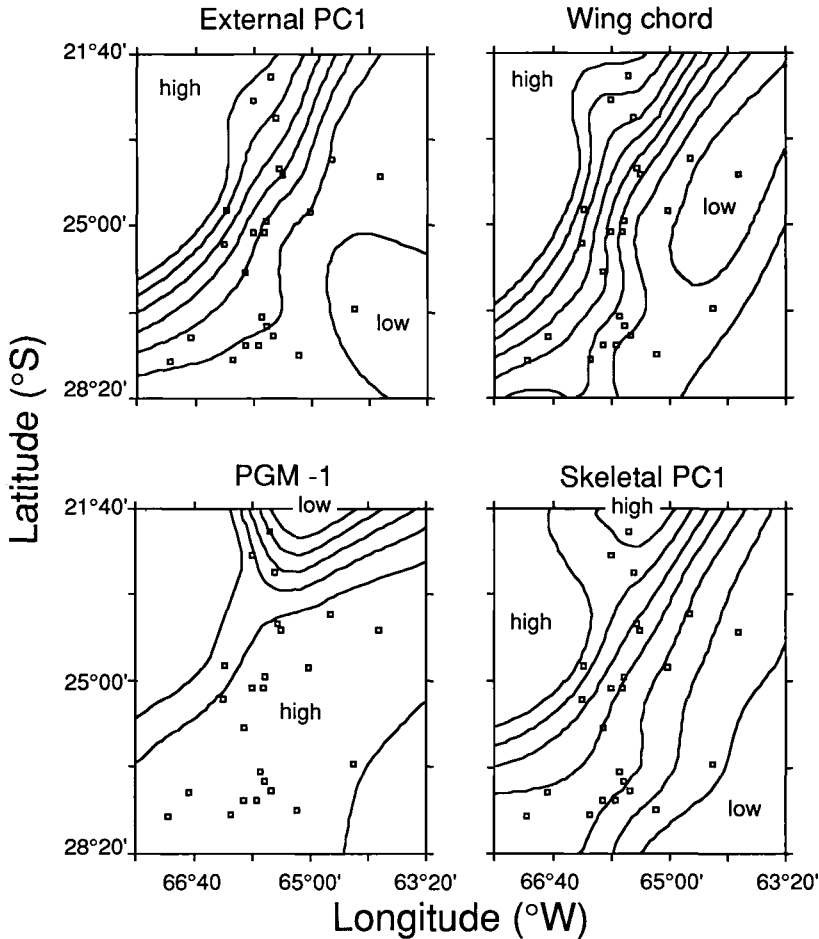 External PC1
Wing chord
21°40'
high
high
low
25°00'
low
28°20'
Latitude (°S)
PGM -1
Skeletal PC1
21°40'
low
high
high
25°00'
high
low
28°20'
66°40' 65°00' 63°20'
66°40' 65°00' 63°20'
Longitude (°W)